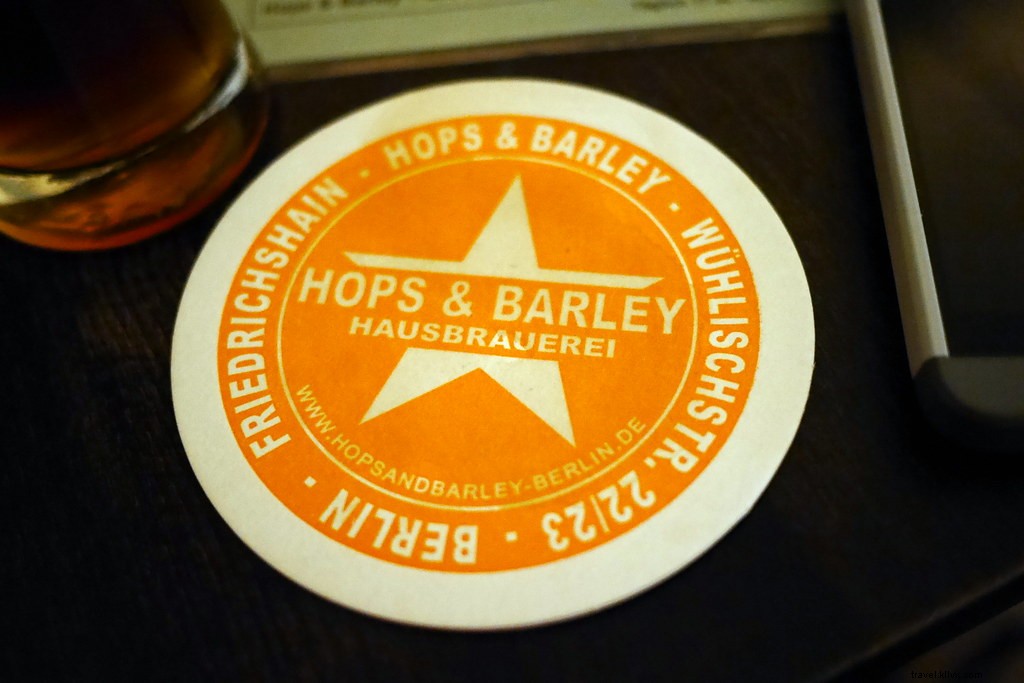 FRIEDRICHSHAIN · HOPS & BARLEY · WÜHLISCHSTR. 22/23 · BERLIN ·
HOPS & BARLEY
HAUSBRAUEREI
WWW.HOPSANDBARLEY-BERLIN.DE